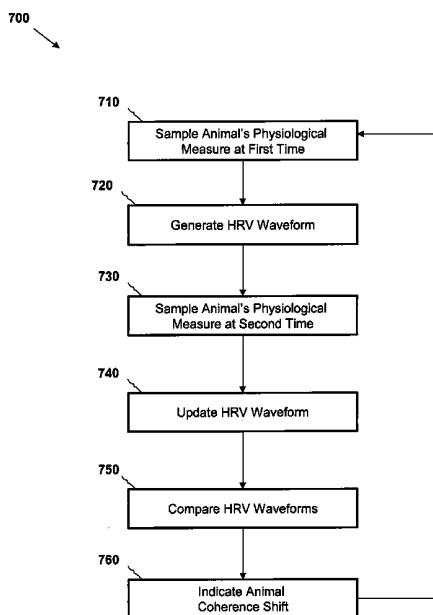 700
710
Sample Animal's Physiological
Measure at First Time
720
Generate HRV Waveform
730
Sample Animal's Physiological
Measure at Second Time
740
Update HRV Waveform
750
Compare HRV Waveforms
760
Indicate Animal
Coherence Shift